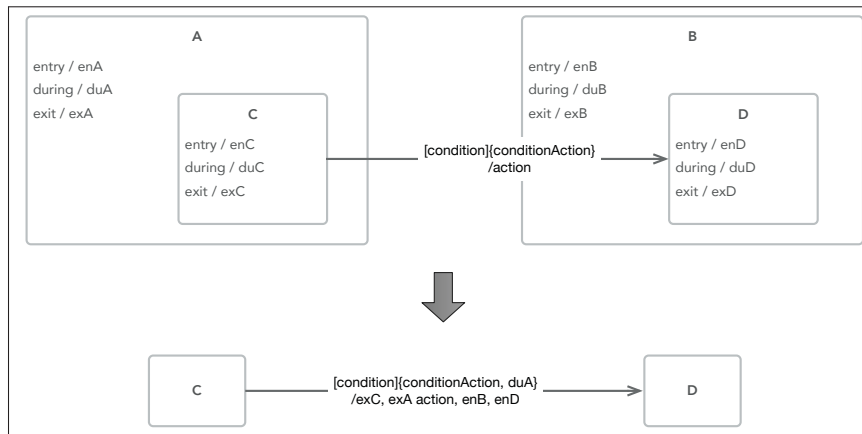 A
entry / enA
during / duA
exit / exA
C
entry / enC
during / duC
exit / exC
[condition]{conditionAction}
/action
B
entry / enB
during / duB
exit / exB
D
entry / enD
during / duD
exit / exD
C
[condition]{conditionAction, duA}
/exC, exA action, enB, enD
D